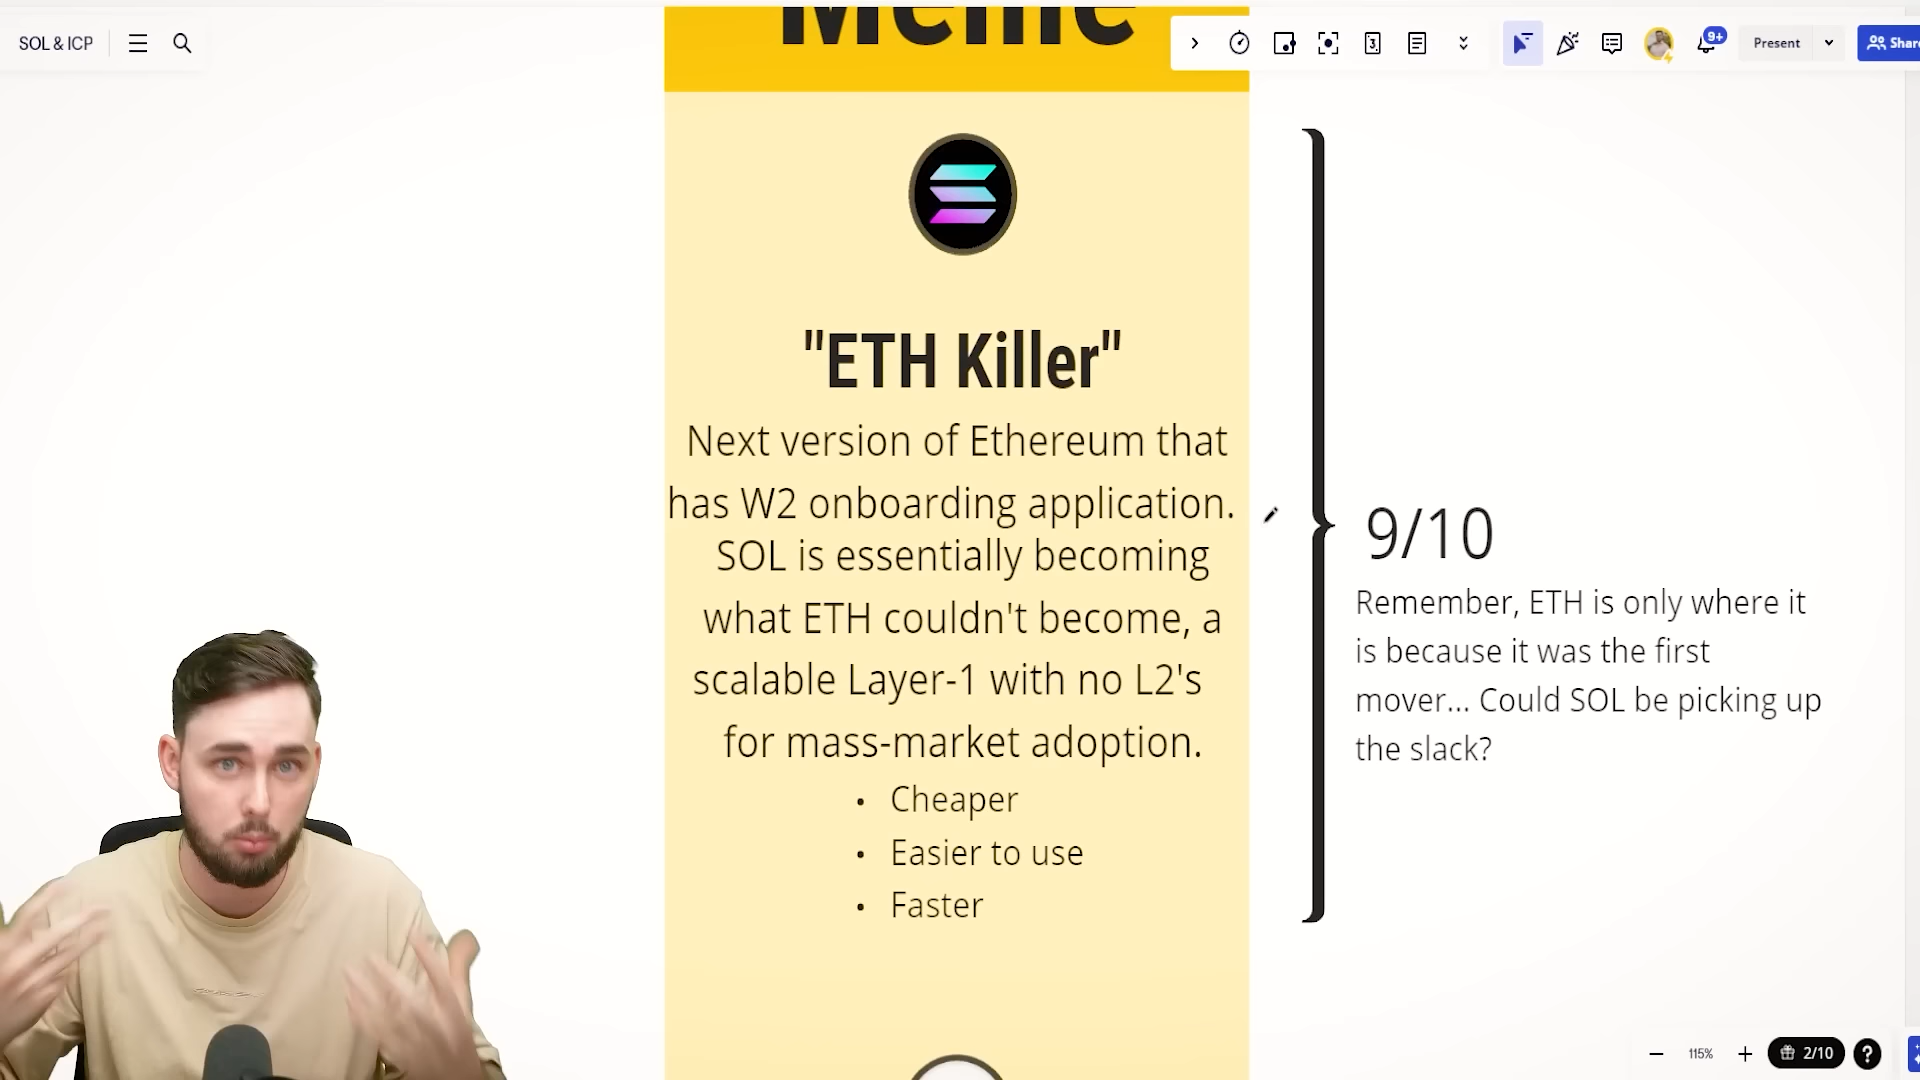 SOL & ICP
Meme
9+
Present
Share
"ETH Killer"
Next version of Ethereum that
has W2 onboarding application.
SOL is essentially becoming
what ETH couldn't become, a
scalable Layer-1 with no L2's
for mass-market adoption.
• Cheaper
• Easier to use
• Faster
9/10
Remember, ETH is only where it
is because it was the first
mover... Could SOL be picking up
the slack?
115%
2/10
?